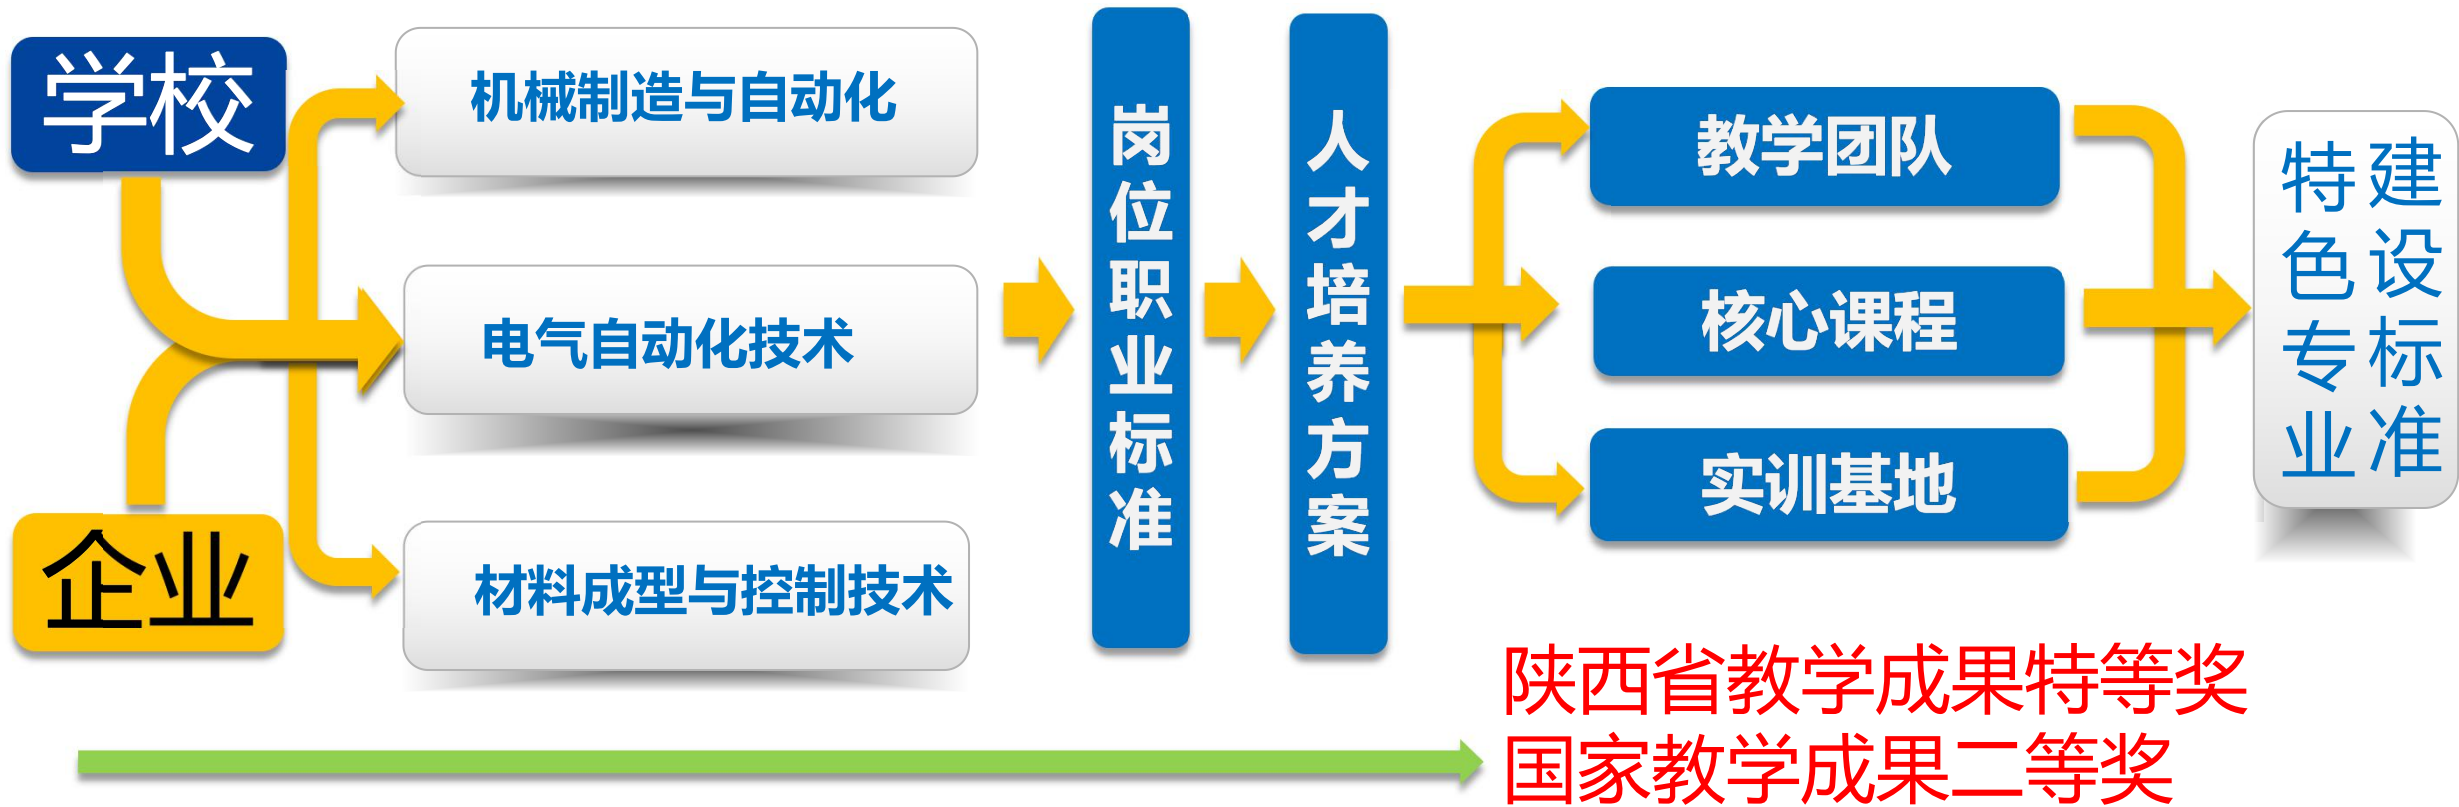 学校
企业
机械制造与自动化
电气自动化技术
材料成型与控制技术
岗位职业标准
人才培养方案
教学团队
核心课程
实训基地
特色专业
建设标准
陕西省教学成果特等奖
国家教学成果二等奖